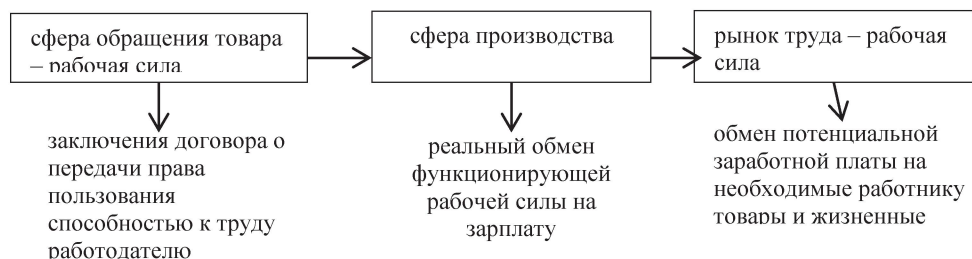 сфера обращения товара
– рабочая сила
сфера производства
рынок труда – рабочая
сила
заключения договора о
передачи права
пользования
способностью к труду
работодателю
реальный обмен
функционирующей
рабочей силы на
зарплату
обмен потенциальной
заработной платы на
необходимые работнику
товары и жизненные